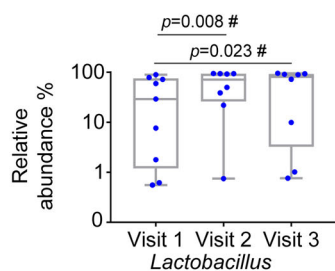 p=0.008 #
p=0.023 #
Relative
abundance %
100
10
1
0
Visit 1 Visit 2 Visit 3
Lactobacillus